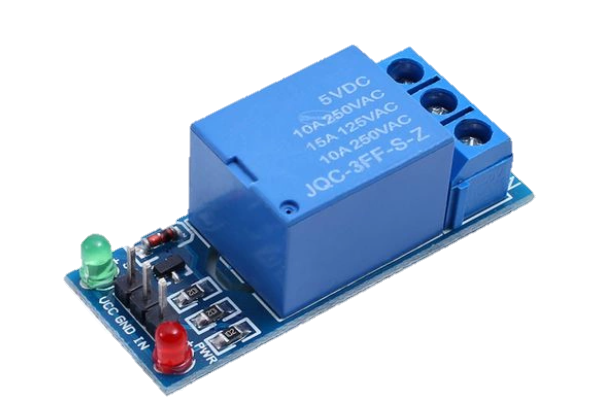 5VDC
10A 250VAC
15A 125VAC
10A 250VAC
JQC-3FF-S-Z
VCC GND IN
PWR